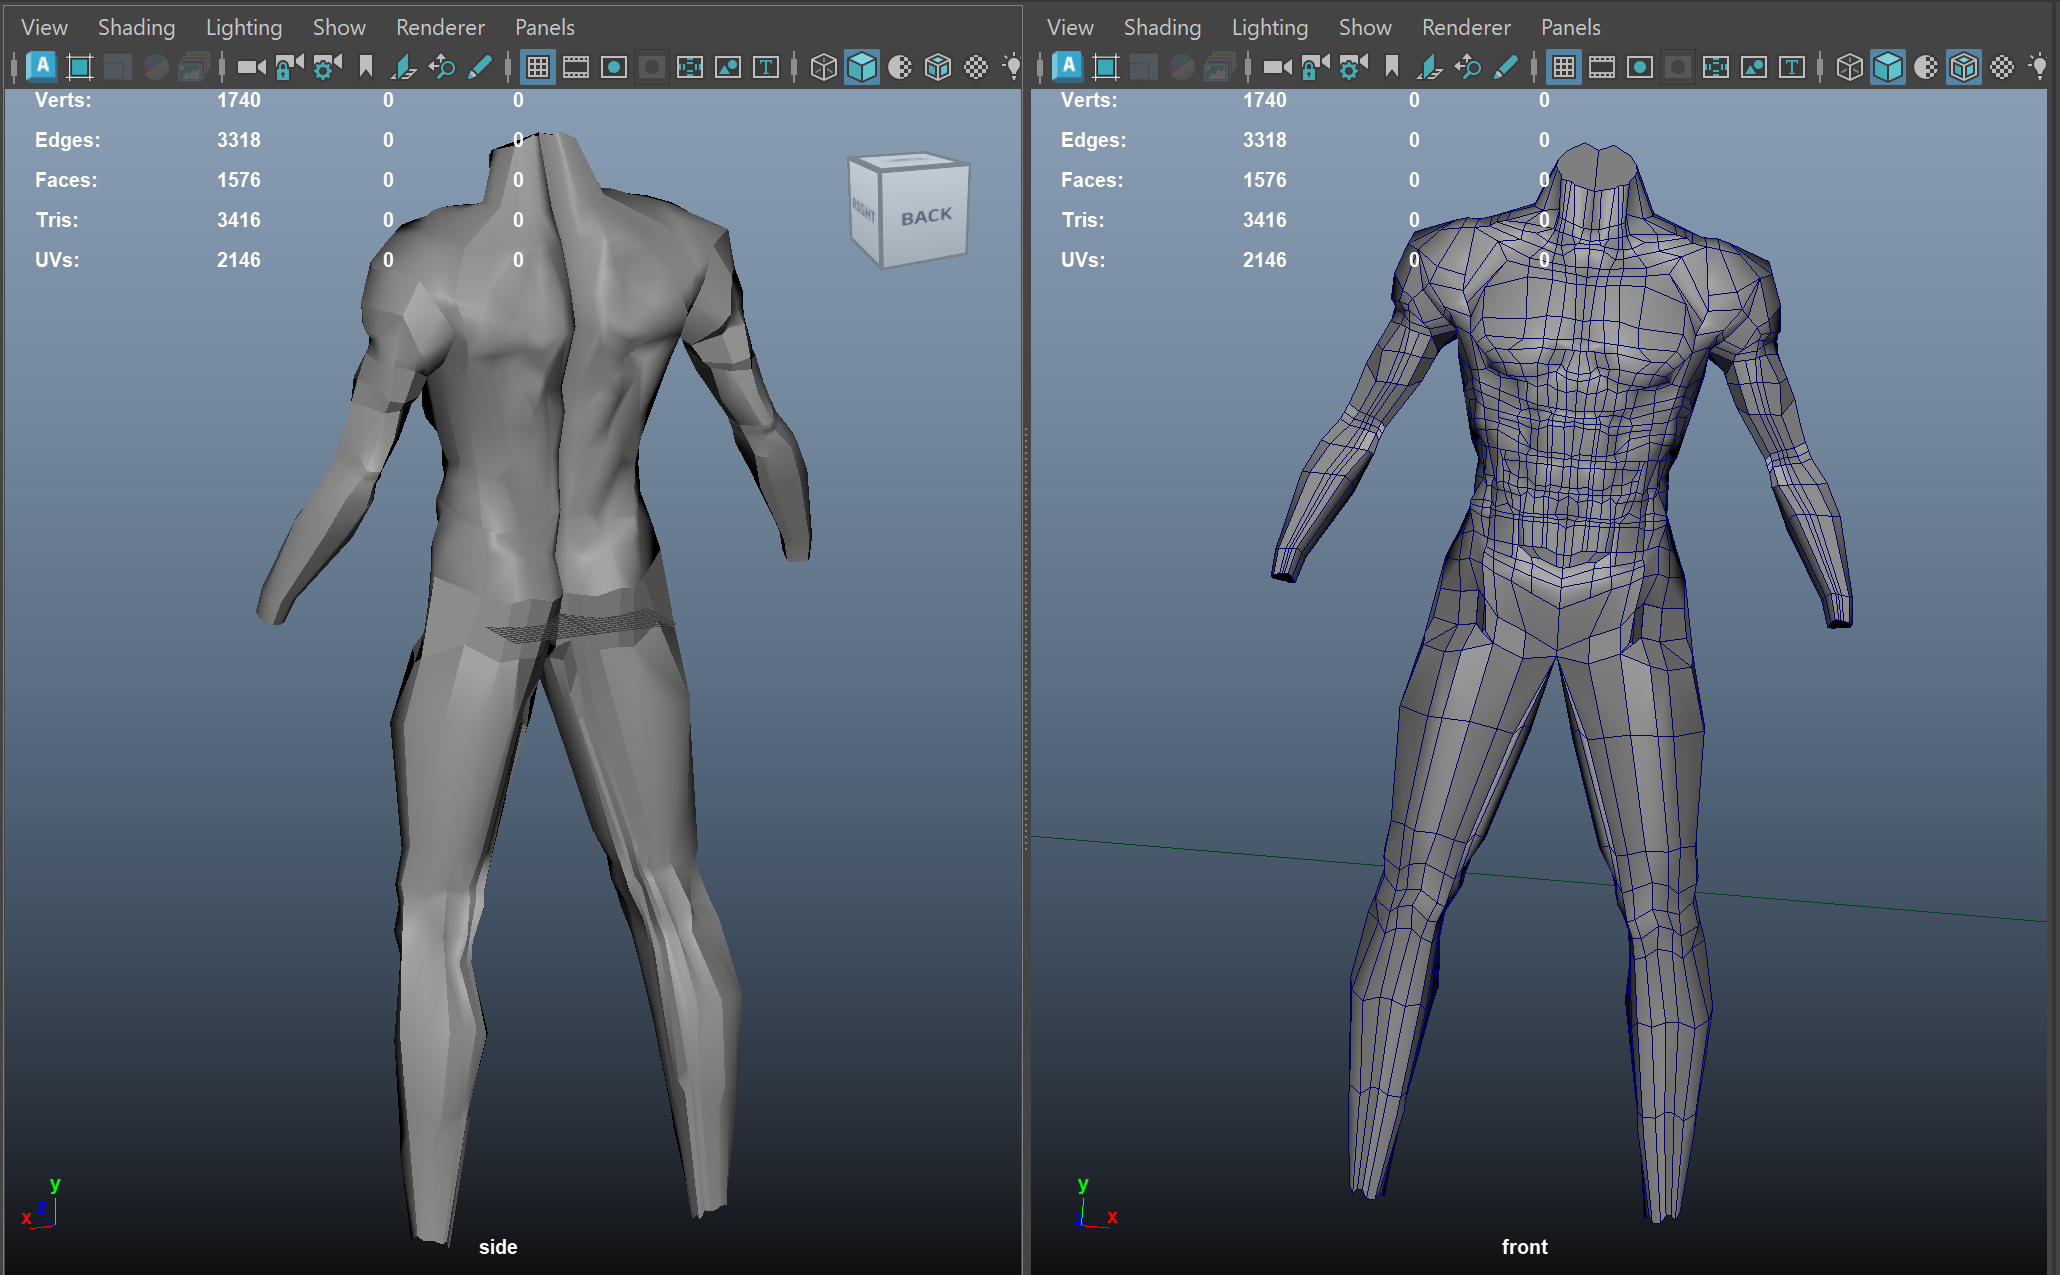 View Shading Lighting Show Renderer Panels
Verts: 1740 0 0
Edges: 3318 0 0
Faces: 1576 0 0
Tris: 3416 0 0
UVs: 2146 0 0
RIGHT BACK
y
z
x
side
View Shading Lighting Show Renderer Panels
Verts: 1740 0 0
Edges: 3318 0 0
Faces: 1576 0 0
Tris: 3416 0 0
UVs: 2146 0 0
y
z x
front